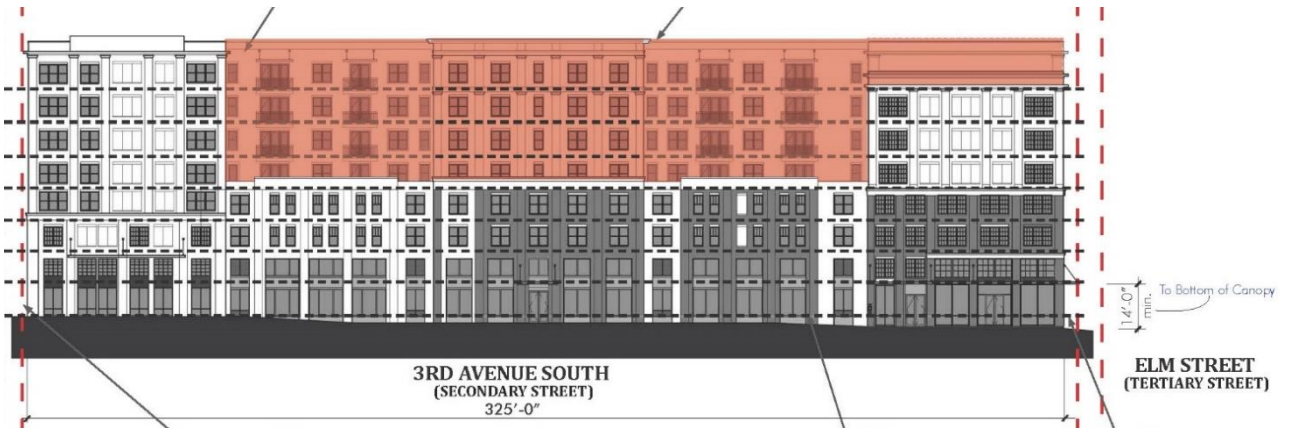 14'-0"
min.
To Bottom of Canopy
3RD AVENUE SOUTH
(SECONDARY STREET)
325'-0"
ELM STREET
(TERTIARY STREET)